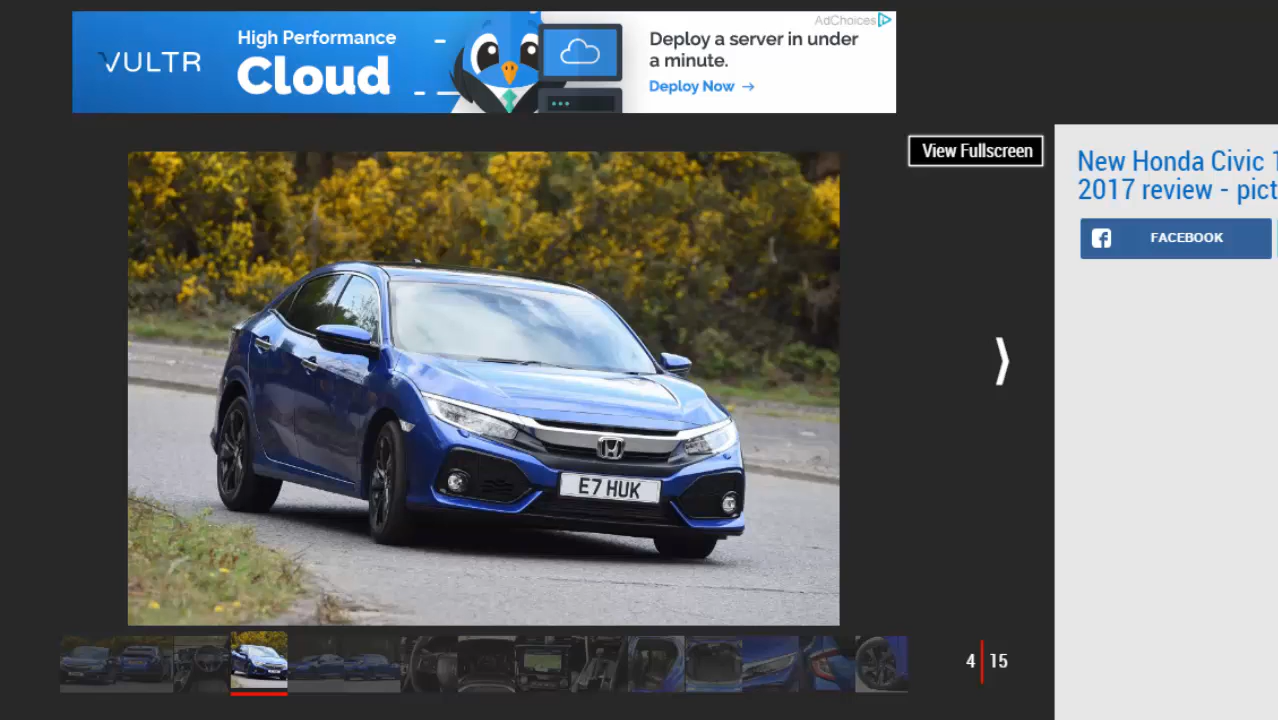 AdChoices
VULTR
High Performance
Cloud
Deploy a server in under
a minute.
Deploy Now →
View Fullscreen
New Honda Civic 1
2017 review - pict
FACEBOOK
E7 HUK
4 15